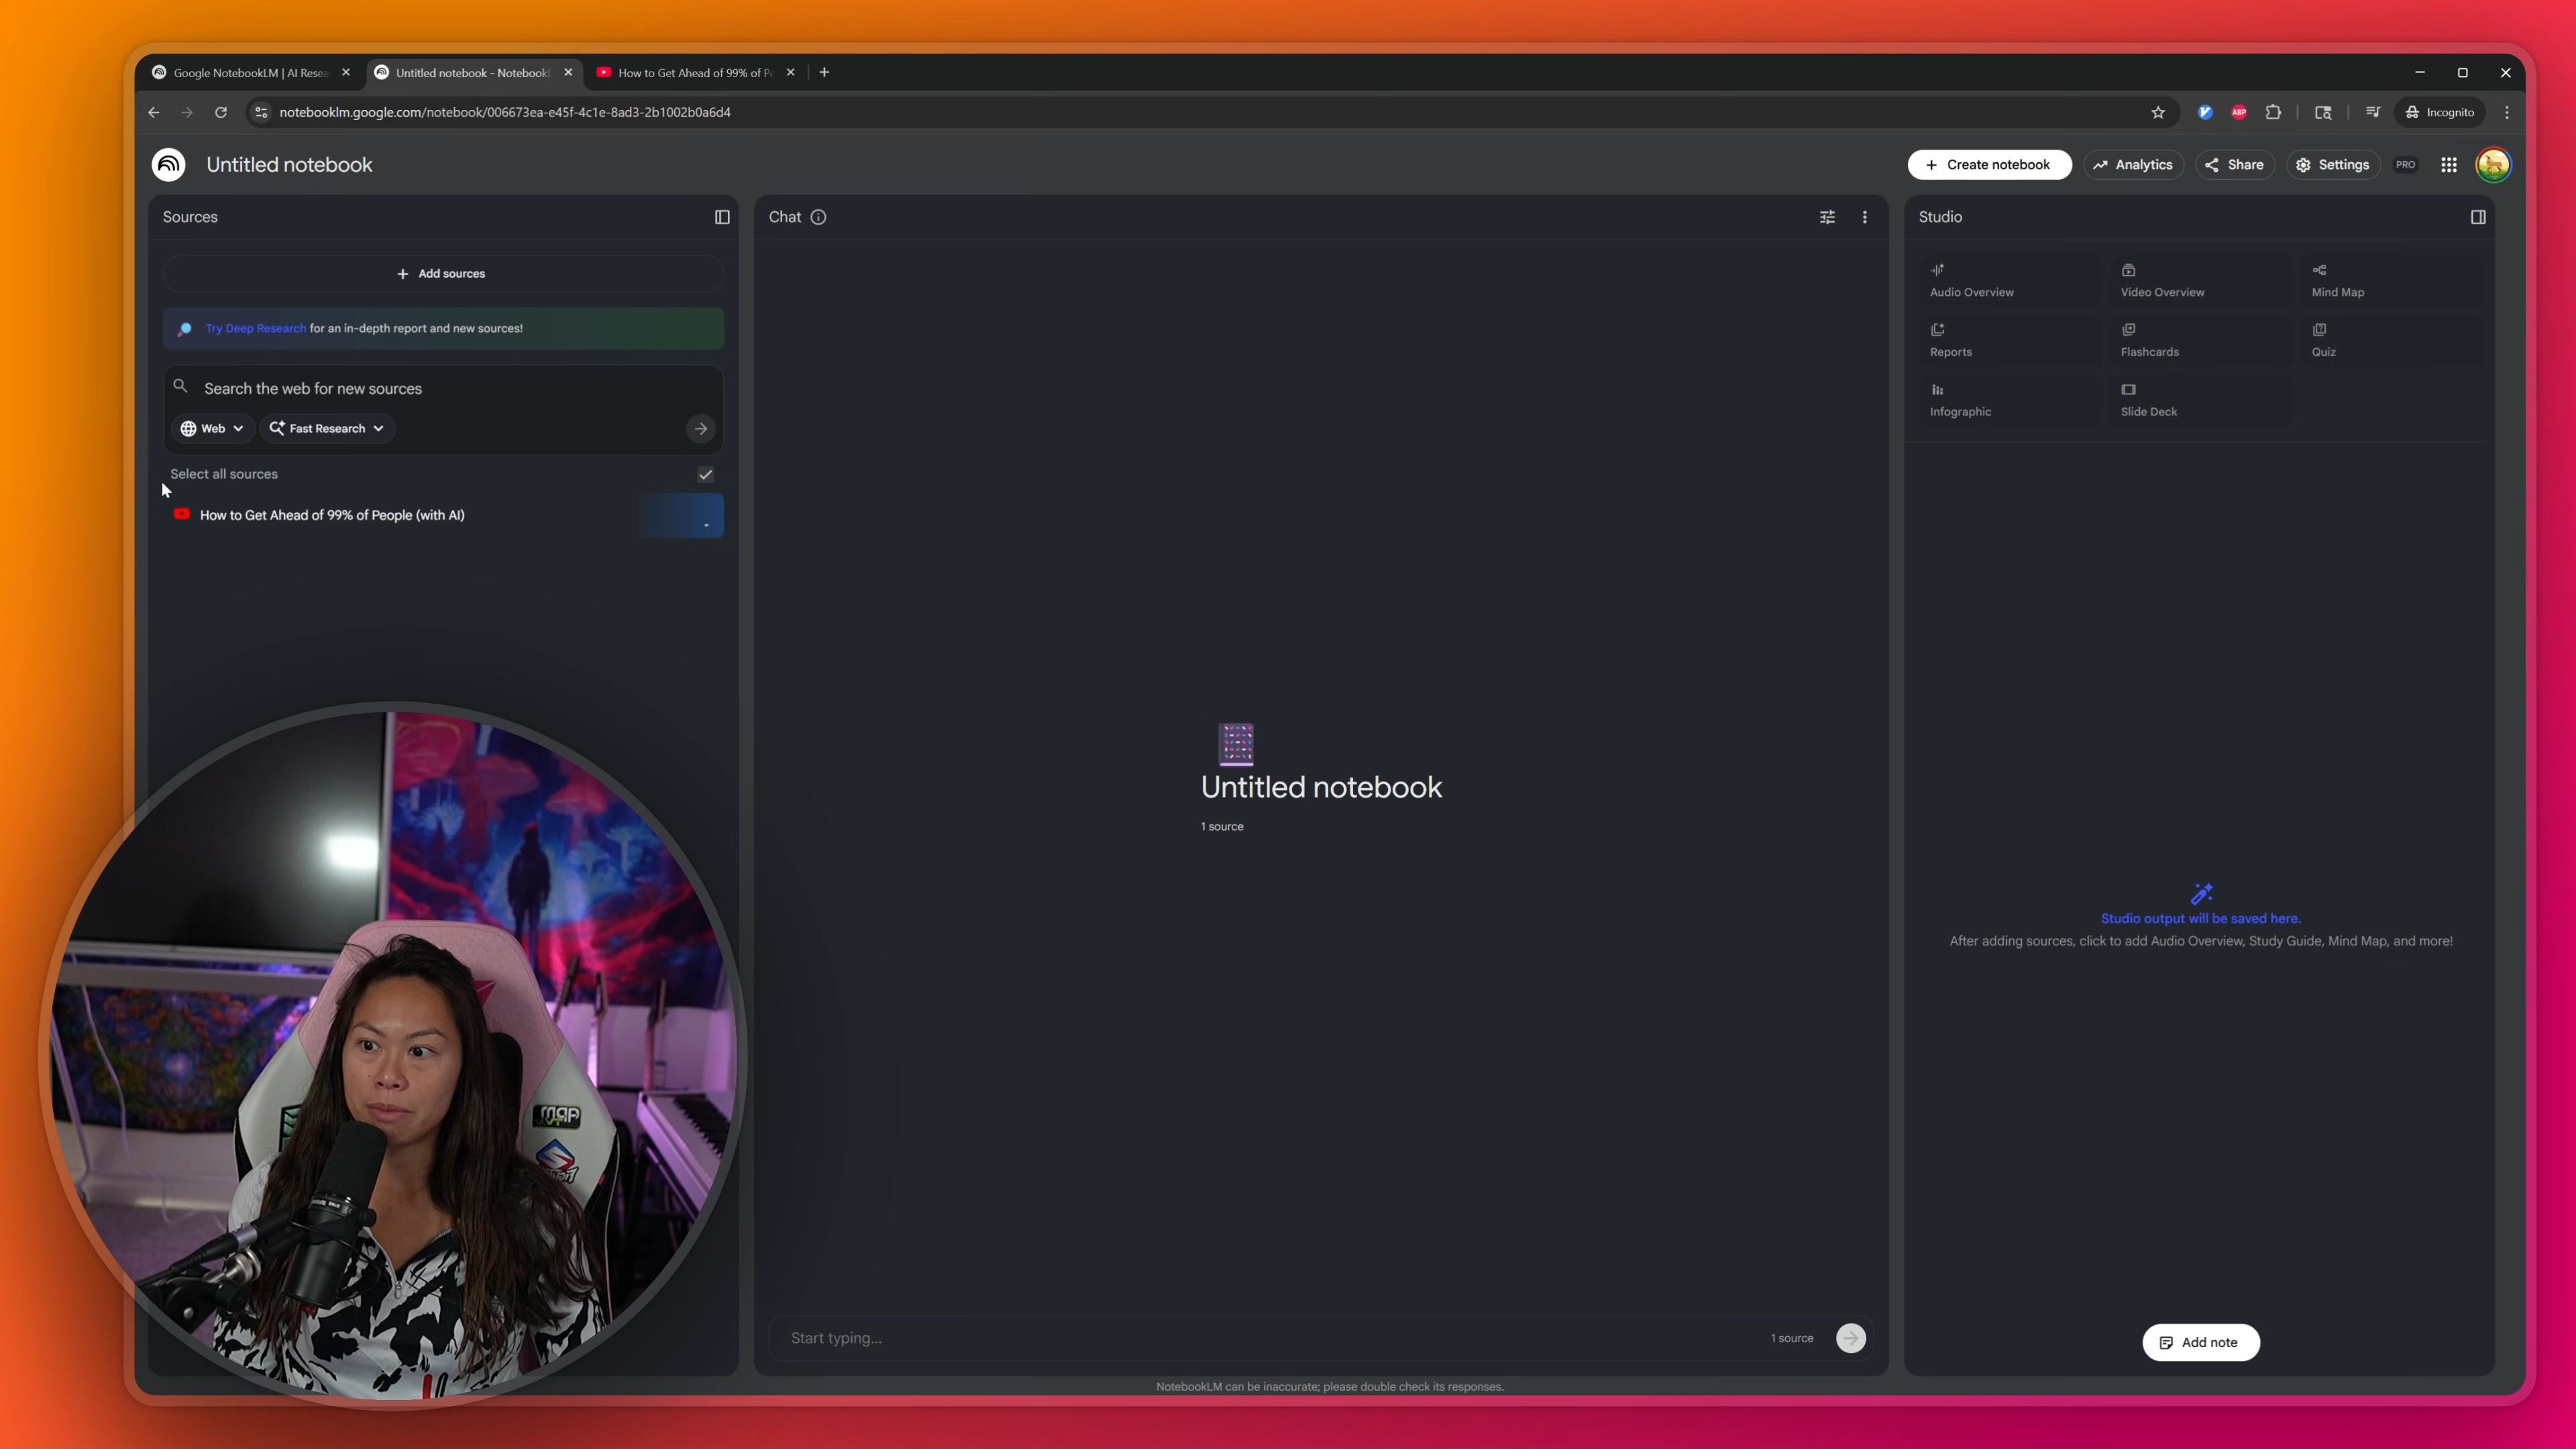 Google NotebookLM | AI Resea
Untitled notebook - Notebookl
How to Get Ahead of 99% of Pe
notebooklm.google.com/notebook/006673ea-e45f-4c1e-8ad3-2b1002b0a6d4
ABP
Incognito
Untitled notebook
Create notebook
Analytics
Share
Settings
PRO
Sources
Add sources
Try Deep Research for an in-depth report and new sources!
Search the web for new sources
Web
Fast Research
Select all sources
How to Get Ahead of 99% of People (with AI)
Chat
Untitled notebook
1 source
Start typing...
1 source
NotebookLM can be inaccurate; please double check its responses.
Studio
Audio Overview
Video Overview
Mind Map
Reports
Flashcards
Quiz
Infographic
Slide Deck
Studio output will be saved here.
After adding sources, click to add Audio Overview, Study Guide, Mind Map, and more!
Add note